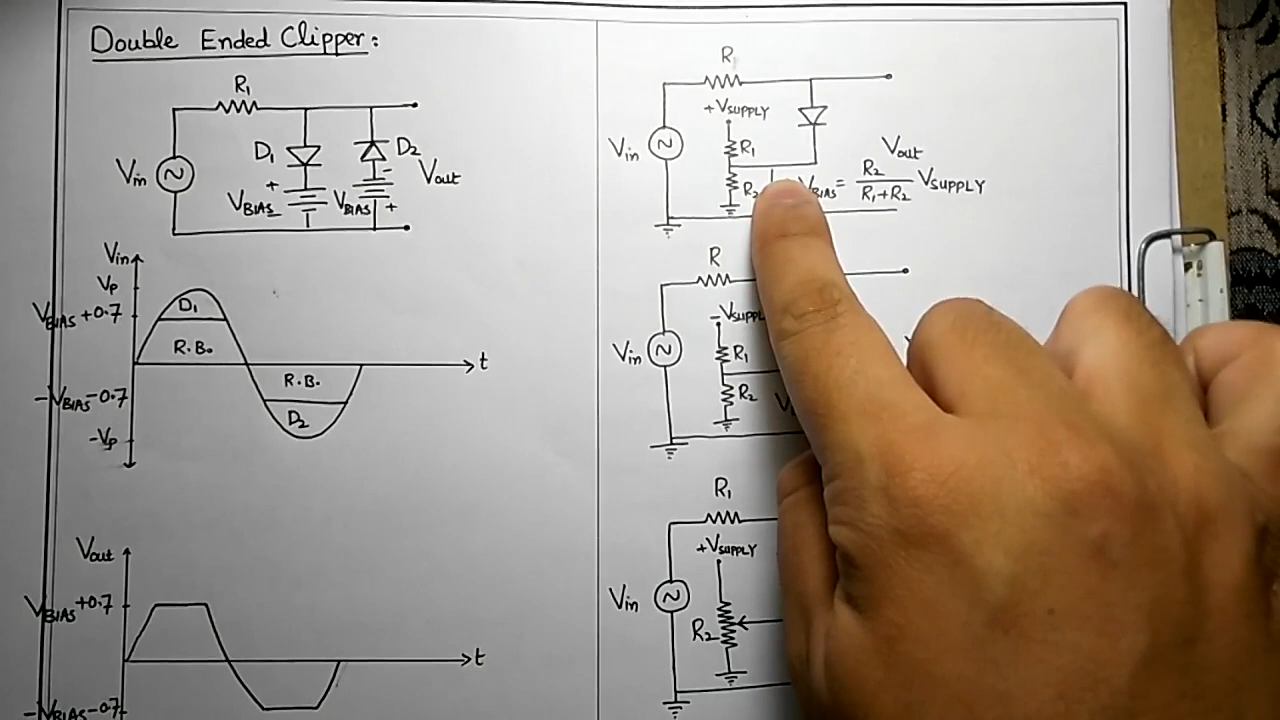 Double Ended Clipper:
R₁
Vin
D₁
D₂
+
-
VBIAS
VBIAS
+
Vout
Vin
Vp
VBIAS+0.7
D₁
R.B.
t
R.B.
-VBIAS-0.7
D₂
-Vp
Vout
VBIAS+0.7
t
-VBIAS-0.7
R
+VSUPPLY
Vin
R₁
Vout
R₂
VBIAS = R₂ / R₁+R₂ VSUPPLY
R
Vin
R₁
R₂
R₁
+VSUPPLY
Vin
R₂